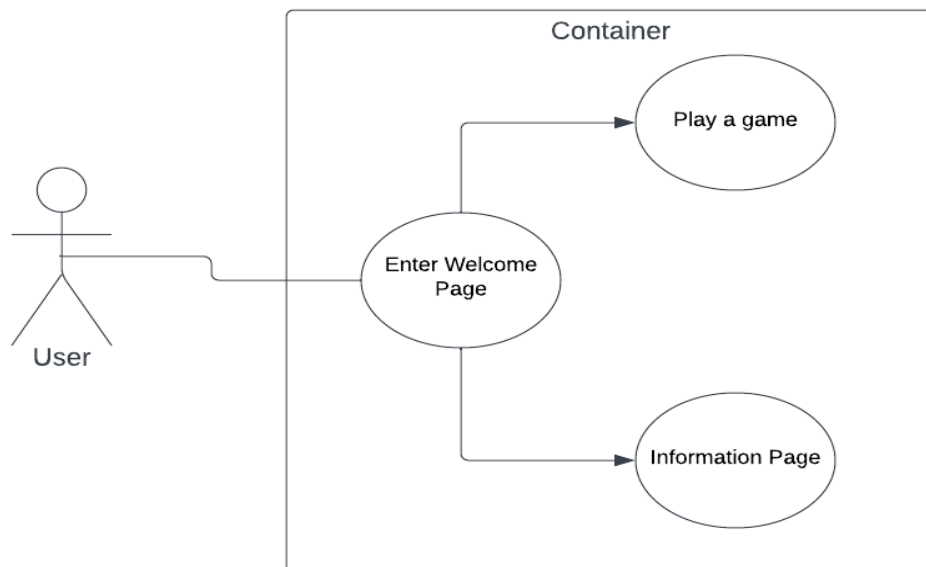 Container
Play a game
Enter Welcome
Page
User
Information Page